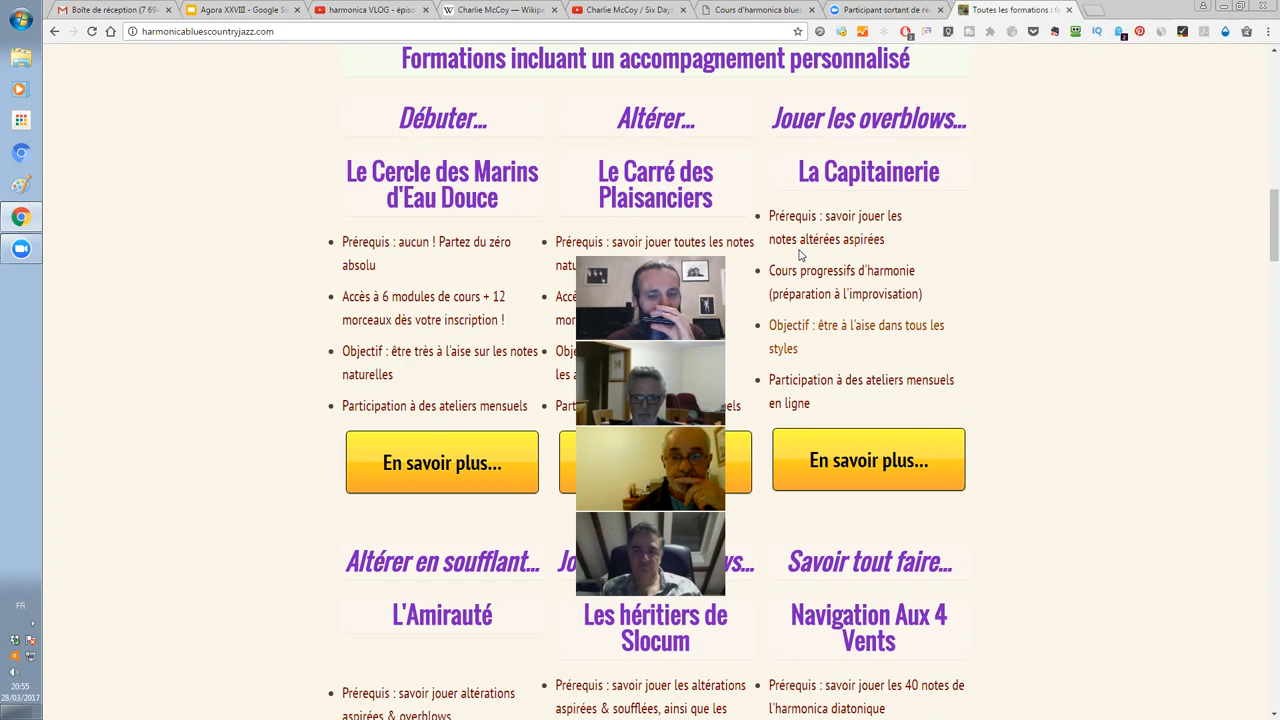 Boîte de réception (7 69
Agora XXVIII - Google S
harmonica VLOG - épiso
Charlie McCoy — Wikipe
Charlie McCoy / Six Day
Cours d'harmonica blues
Participant sortant de ré
Toutes les formations : f
harmonicabluescountryjazz.com
Formations incluant un accompagnement personnalisé
Débuter...
Le Cercle des Marins
d'Eau Douce
Prérequis : aucun ! Partez du zéro
absolu
Accès à 6 modules de cours + 12
morceaux dès votre inscription !
Objectif : être très à l'aise sur les notes
naturelles
Participation à des ateliers mensuels
En savoir plus...
Altérer...
Le Carré des
Plaisanciers
Prérequis : savoir jouer toutes les notes
Jouer les overblows...
La Capitainerie
Prérequis : savoir jouer les
notes altérées aspirées
Cours progressifs d'harmonie
(préparation à l'improvisation)
Objectif : être à l'aise dans tous les
styles
Participation à des ateliers mensuels
en ligne
En savoir plus...
Altérer en soufflant...
L'Amirauté
Prérequis : savoir jouer altérations
aspirées & overblows
Les héritiers de
Slocum
Prérequis : savoir jouer les altérations
aspirées & soufflées, ainsi que les
Savoir tout faire...
Navigation Aux 4
Vents
Prérequis : savoir jouer les 40 notes de
l'harmonica diatonique
FR
20:55
28/03/2017